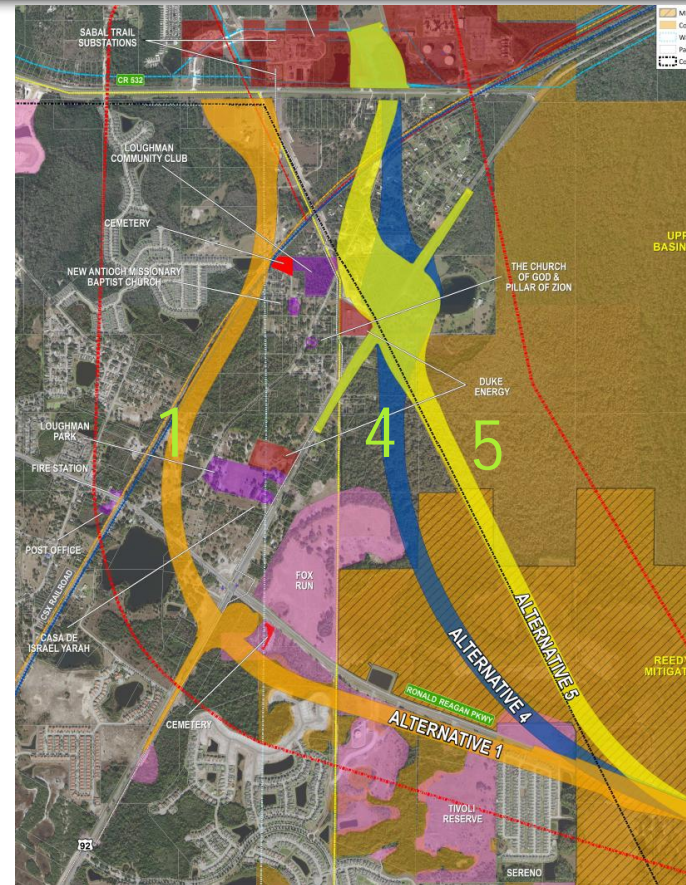 SABAL TRAIL
SUBSTATIONS
CR 532
LOUGHMAN
COMMUNITY CLUB
CEMETERY
NEW ANTIOCH MISSIONARY
BAPTIST CHURCH
THE CHURCH
OF GOD &
PILLAR OF ZION
DUKE
ENERGY
1
4
5
LOUGHMAN
PARK
FIRE STATION
POST OFFICE
CSX RAILROAD
CASA DE
ISRAEL YARAH
FOX
RUN
CEMETERY
ALTERNATIVE 1
ALTERNATIVE 4
ALTERNATIVE 5
RONALD REAGAN PKWY
TIVOLI
RESERVE
SERENO
92
UPP
BASIN
REEDY
MITIGAT
M
Co
W
Pa
Co